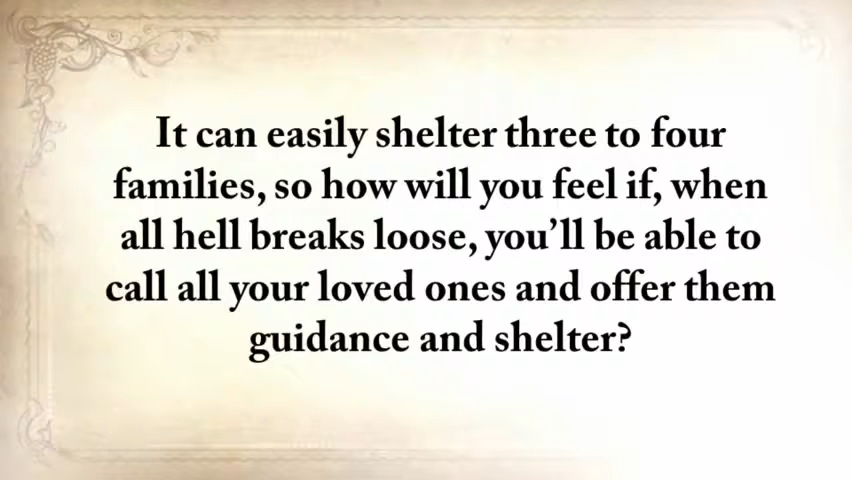 It can easily shelter three to four
families, so how will you feel if, when
all hell breaks loose, you’ll be able to
call all your loved ones and offer them
guidance and shelter?